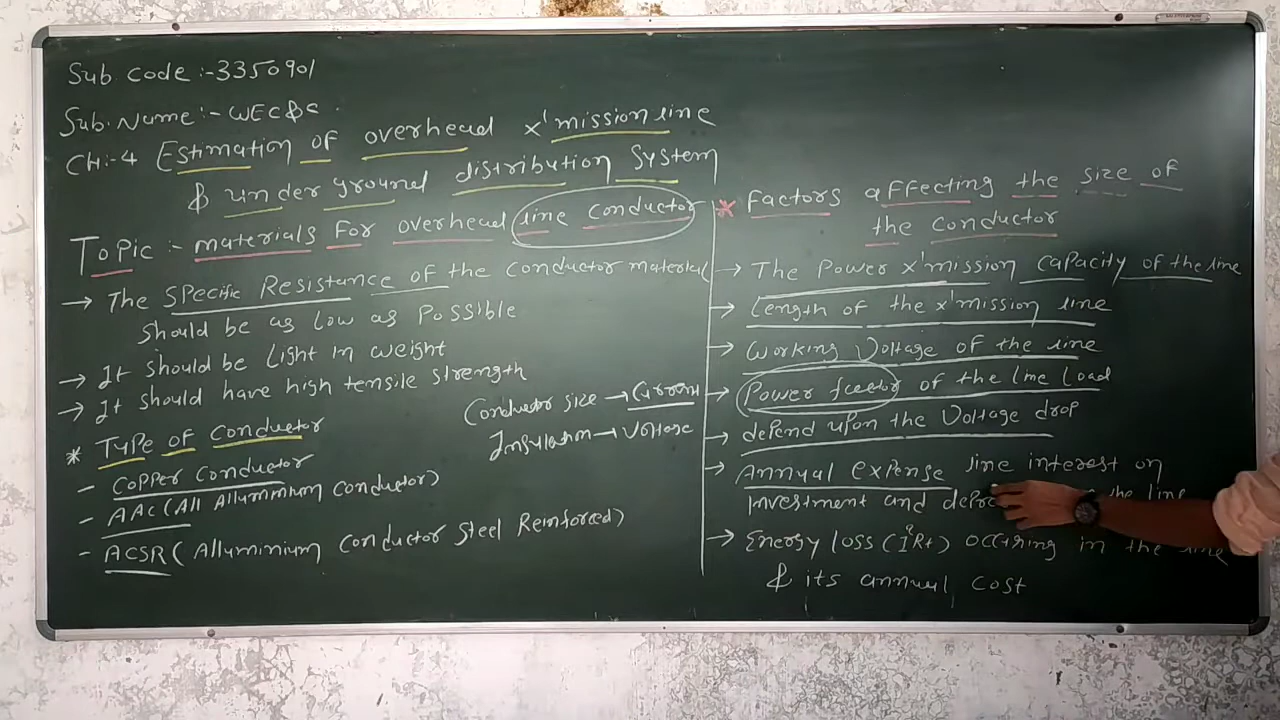 Sub. Code :- 3350901
Sub. Name :- WEC&C
CH:-4 Estimation of overhead x'mission line
& underground distribution System
Topic :- materials for overhead line conductor
→ The specific Resistance of the conductor material
should be as low as possible
→ It should be light in weight
→ It should have high tensile strength
* Type of conductor
- Copper Conductor
- AAC (All Alluminium Conductor)
- ACSR (Alluminium Conductor Steel Reinforced)
Conductor size → Current
Insulation → Voltage
* Factors affecting the size of
the conductor
→ The Power x'mission capacity of the line
→ Length of the x'mission line
→ Working Voltage of the line
→ Power factor of the line load
→ depend upon the Voltage drop
→ Annual expense line interest on
investment and the line
→ Energy loss (I²Rt) occuring in the line
& its annual cost